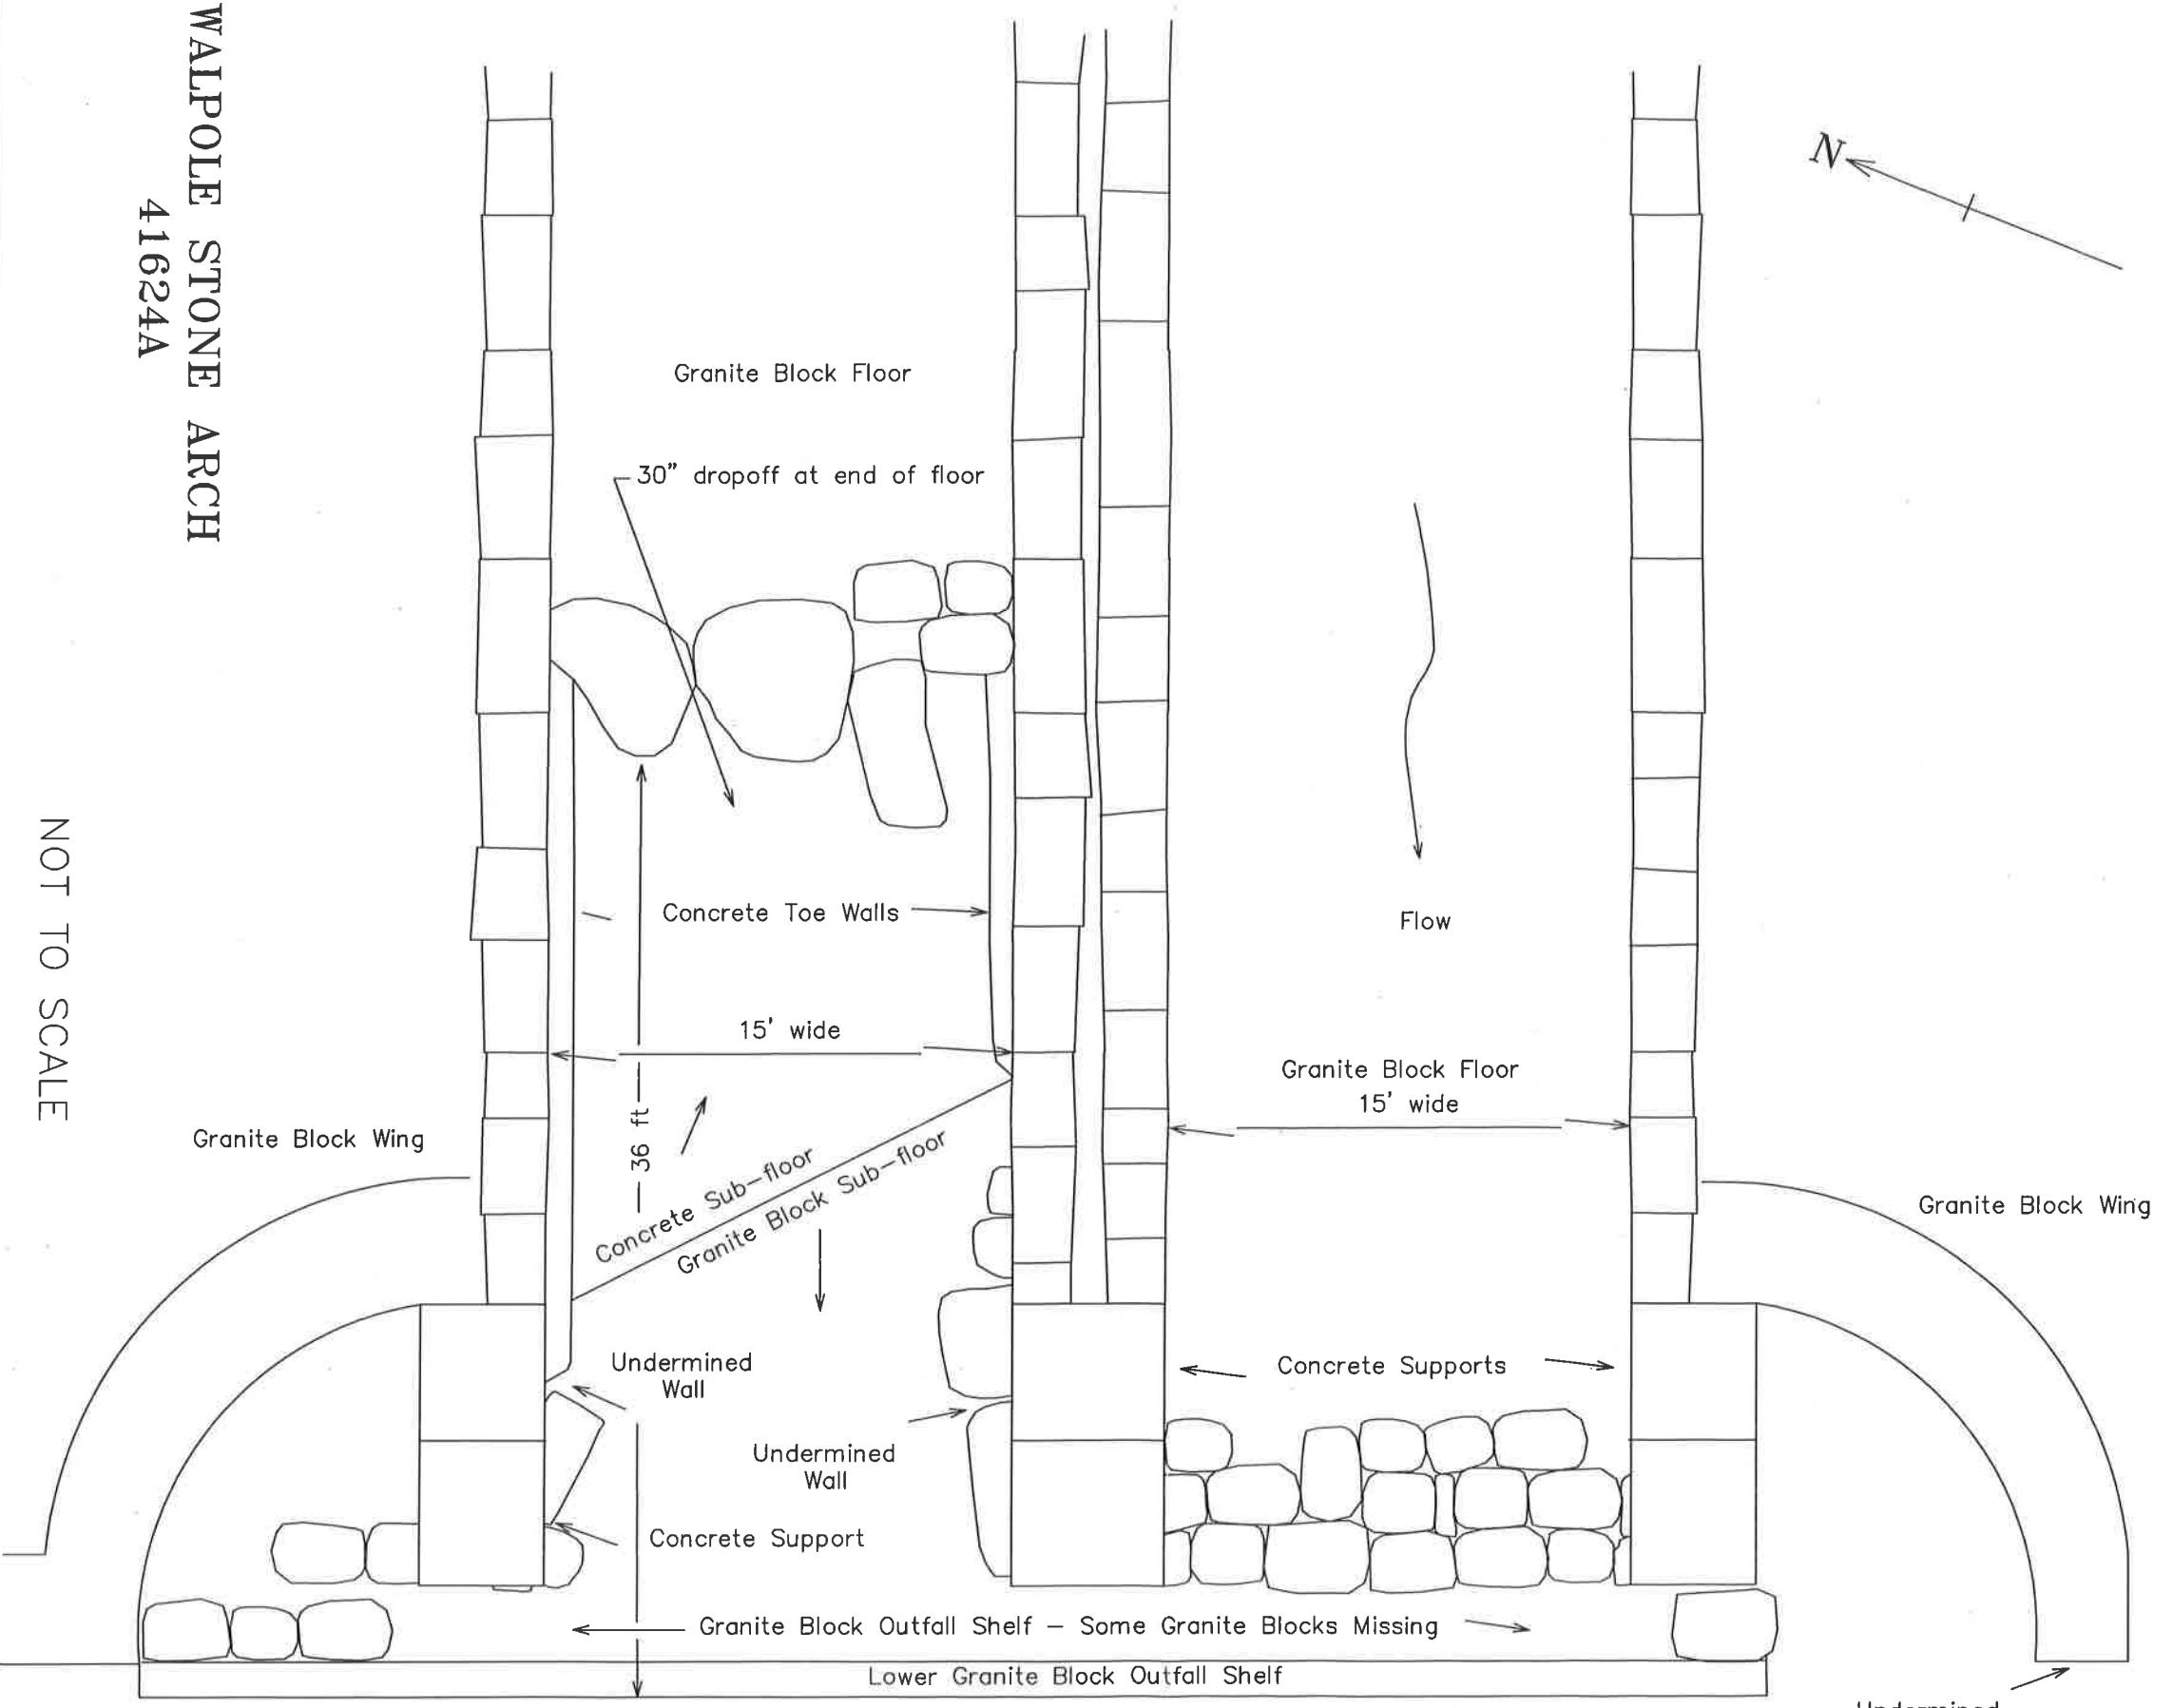 WALPOLE STONE ARCH
41624A
NOT TO SCALE
N
Granite Block Floor
30" dropoff at end of floor
Concrete Toe Walls
Flow
15' wide
36 ft
Granite Block Floor
15' wide
Granite Block Wing
Concrete Sub-floor
Granite Block Sub-floor
Granite Block Wing
Undermined
Wall
Concrete Supports
Undermined
Wall
Concrete Support
Granite Block Outfall Shelf – Some Granite Blocks Missing
Lower Granite Block Outfall Shelf
Undermined